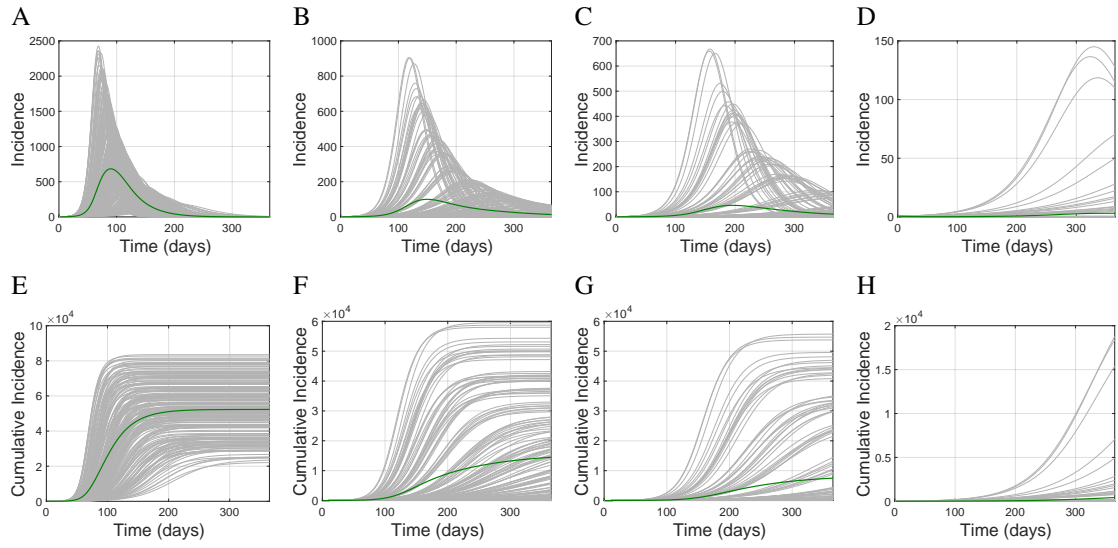 A
B
C
D
2500
2000
1500
1000
500
0
Incidence
0 100 200 300
Time (days)
1000
800
600
400
200
0
Incidence
0 100 200 300
Time (days)
700
600
500
400
300
200
100
0
Incidence
0 100 200 300
Time (days)
150
100
50
0
Incidence
0 100 200 300
Time (days)
E
F
G
H
×10⁴
10
8
6
4
2
0
Cumulative Incidence
0 100 200 300
Time (days)
×10⁴
6
5
4
3
2
1
0
Cumulative Incidence
0 100 200 300
Time (days)
×10⁴
6
5
4
3
2
1
0
Cumulative Incidence
0 100 200 300
Time (days)
×10⁴
2
1.5
1
0.5
0
Cumulative Incidence
0 100 200 300
Time (days)